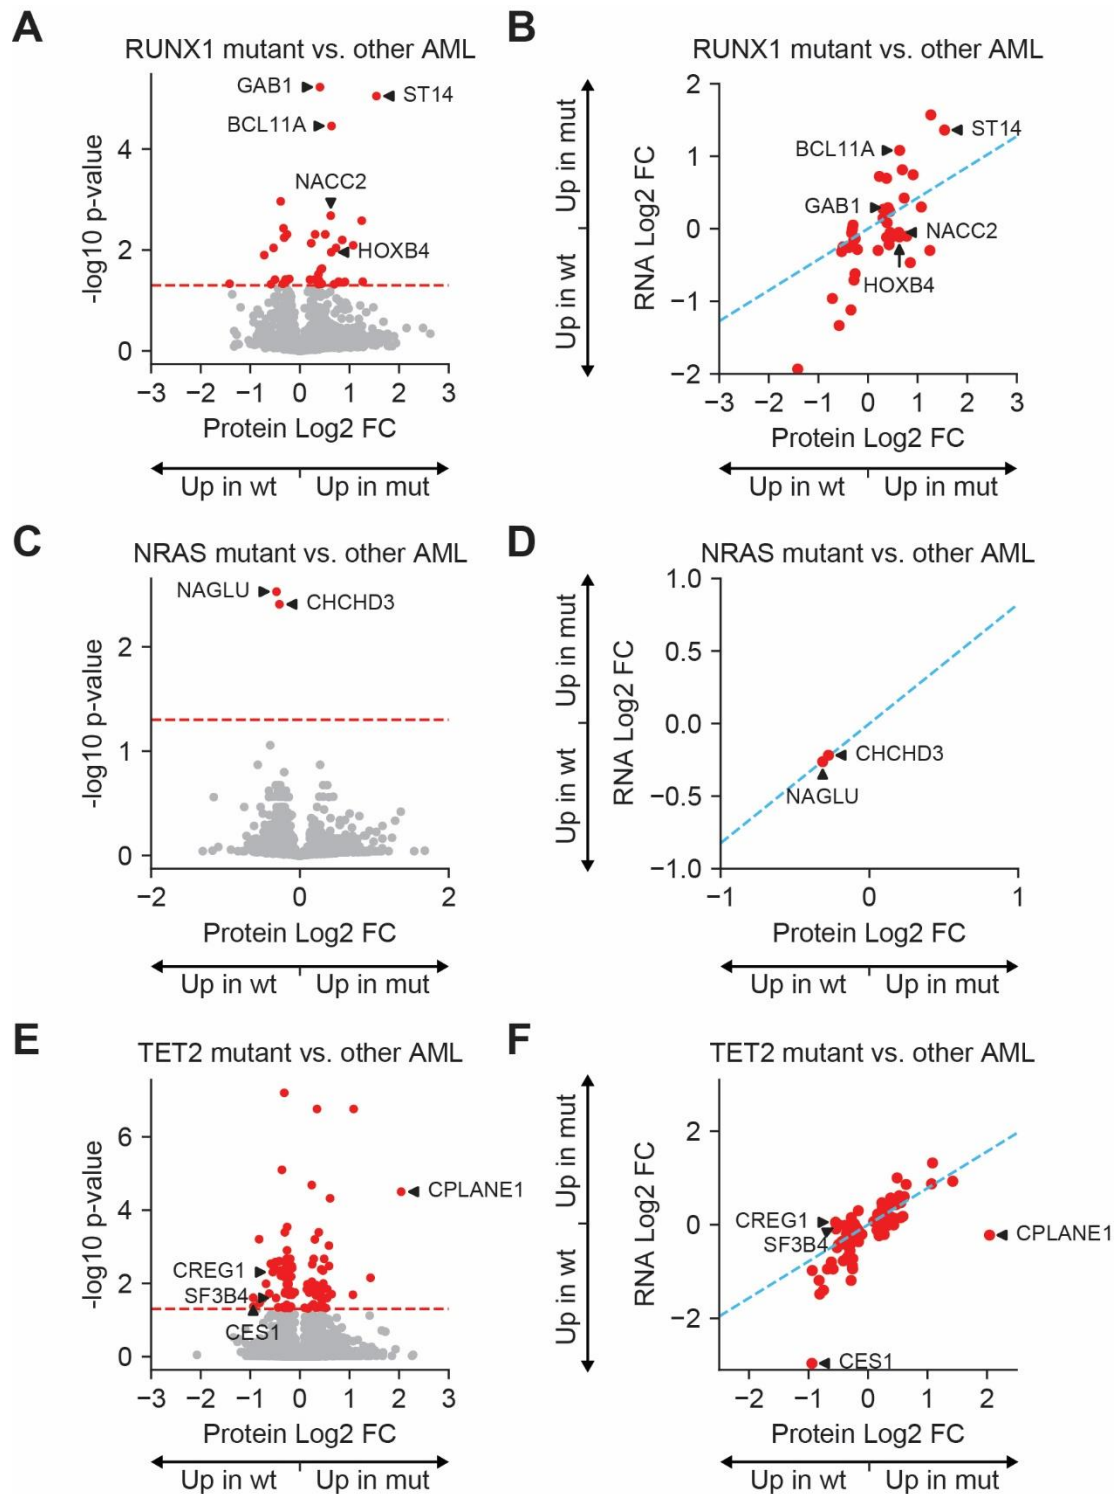 A
RUNX1 mutant vs. other AML
GAB1
ST14
BCL11A
NACC2
HOXB4
-log10 p-value
4
2
0
−3 −2 −1 0 1 2 3
Protein Log2 FC
Up in wt Up in mut
B
RUNX1 mutant vs. other AML
Up in mut
Up in wt
RNA Log2 FC
2
1
0
−1
−2
ST14
BCL11A
GAB1
NACC2
HOXB4
−3 −2 −1 0 1 2 3
Protein Log2 FC
Up in wt Up in mut
C
NRAS mutant vs. other AML
NAGLU
CHCHD3
-log10 p-value
2
1
0
−2 0 2
Protein Log2 FC
Up in wt Up in mut
D
NRAS mutant vs. other AML
Up in mut
Up in wt
RNA Log2 FC
1.0
0.5
0.0
−0.5
−1.0
CHCHD3
NAGLU
−1 0 1
Protein Log2 FC
Up in wt Up in mut
E
TET2 mutant vs. other AML
-log10 p-value
6
4
2
0
CPLANE1
CREG1
SF3B4
CES1
−3 −2 −1 0 1 2 3
Protein Log2 FC
Up in wt Up in mut
F
TET2 mutant vs. other AML
Up in mut
Up in wt
RNA Log2 FC
2
0
−2
CREG1
SF3B4
CPLANE1
CES1
−2 −1 0 1 2
Protein Log2 FC
Up in wt Up in mut